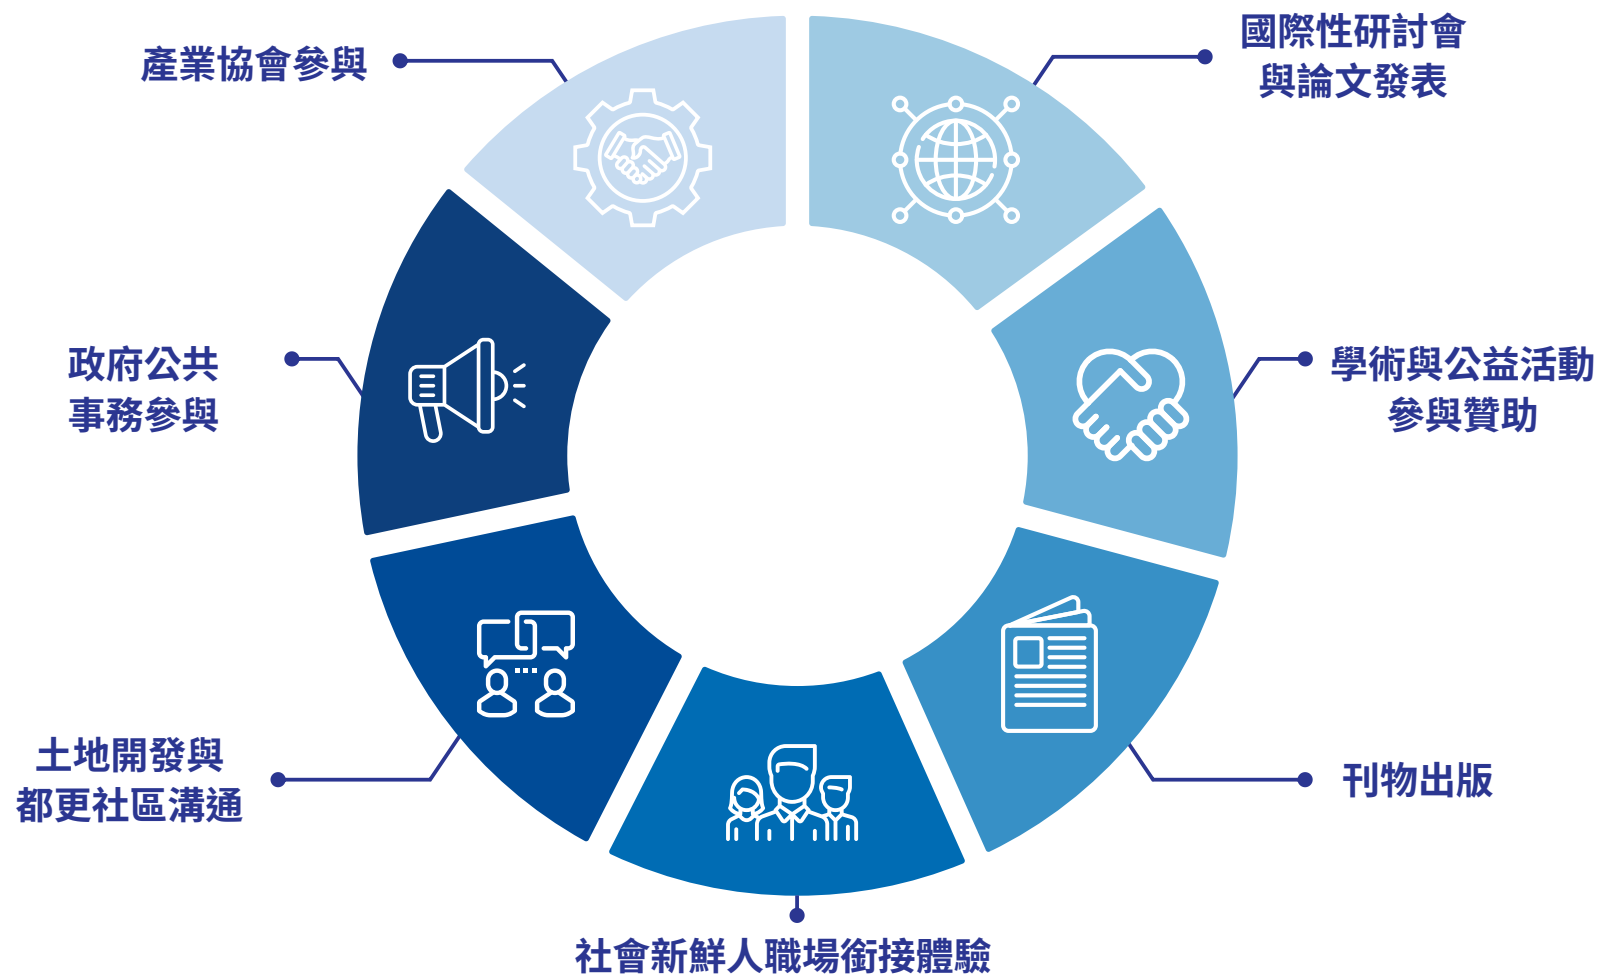 國際性研討會
與論文發表
學術與公益活動
參與贊助
刊物出版
社會新鮮人職場銜接體驗
土地開發與
都更社區溝通
政府公共
事務參與
產業協會參與